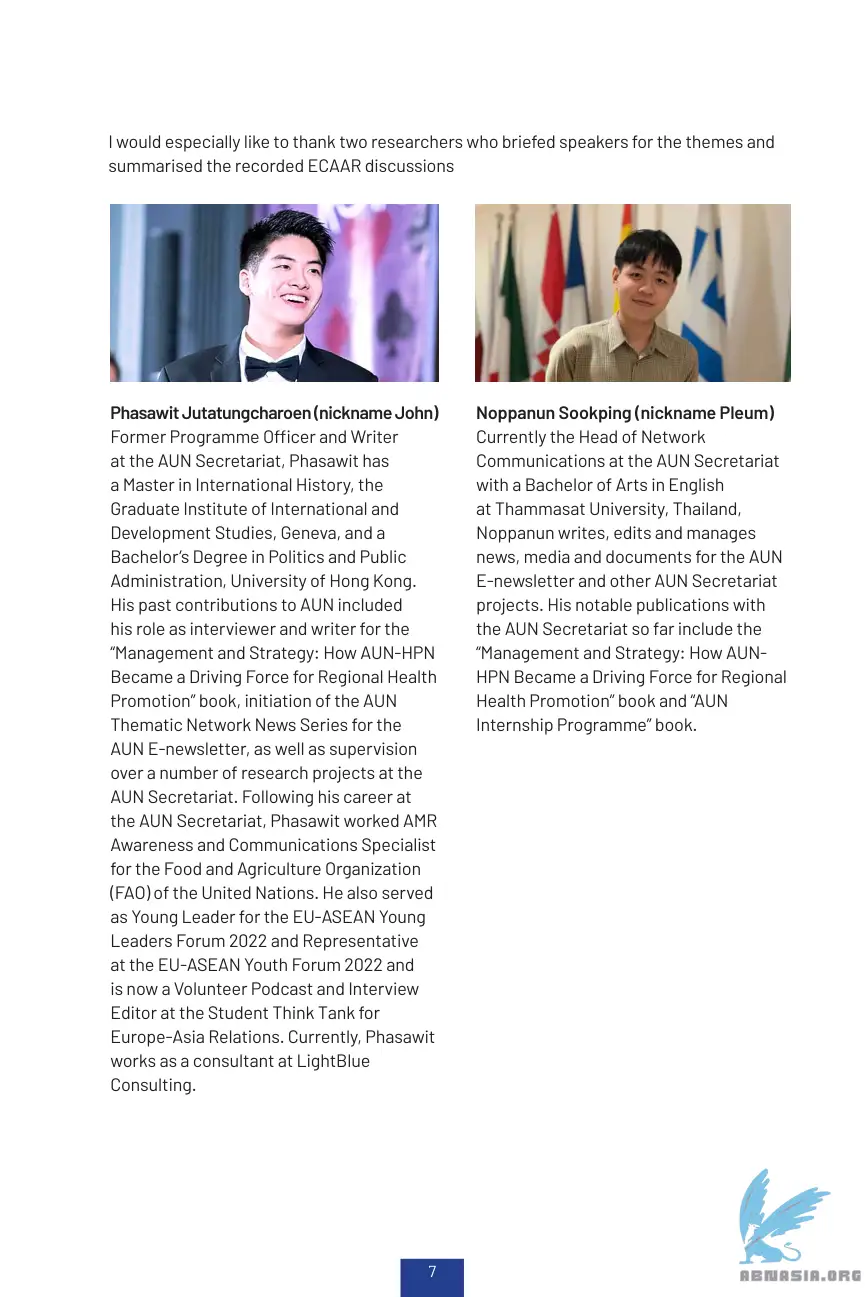 I would especially like to thank two researchers who briefed speakers for the themes and
summarised the recorded ECAAR discussions
Phasawit Jutatungcharoen (nickname John)
Former Programme Officer and Writer
at the AUN Secretariat, Phasawit has
a Master in International History, the
Graduate Institute of International and
Development Studies, Geneva, and a
Bachelor’s Degree in Politics and Public
Administration, University of Hong Kong.
His past contributions to AUN included
his role as interviewer and writer for the
“Management and Strategy: How AUN-HPN
Became a Driving Force for Regional Health
Promotion” book, initiation of the AUN
Thematic Network News Series for the
AUN E-newsletter, as well as supervision
over a number of research projects at the
AUN Secretariat. Following his career at
the AUN Secretariat, Phasawit worked AMR
Awareness and Communications Specialist
for the Food and Agriculture Organization
(FAO) of the United Nations. He also served
as Young Leader for the EU-ASEAN Young
Leaders Forum 2022 and Representative
at the EU-ASEAN Youth Forum 2022 and
is now a Volunteer Podcast and Interview
Editor at the Student Think Tank for
Europe-Asia Relations. Currently, Phasawit
works as a consultant at LightBlue
Consulting.
Noppanun Sookping (nickname Pleum)
Currently the Head of Network
Communications at the AUN Secretariat
with a Bachelor of Arts in English
at Thammasat University, Thailand,
Noppanun writes, edits and manages
news, media and documents for the AUN
E-newsletter and other AUN Secretariat
projects. His notable publications with
the AUN Secretariat so far include the
“Management and Strategy: How AUN-
HPN Became a Driving Force for Regional
Health Promotion” book and “AUN
Internship Programme” book.
7
ABNASIA.ORG